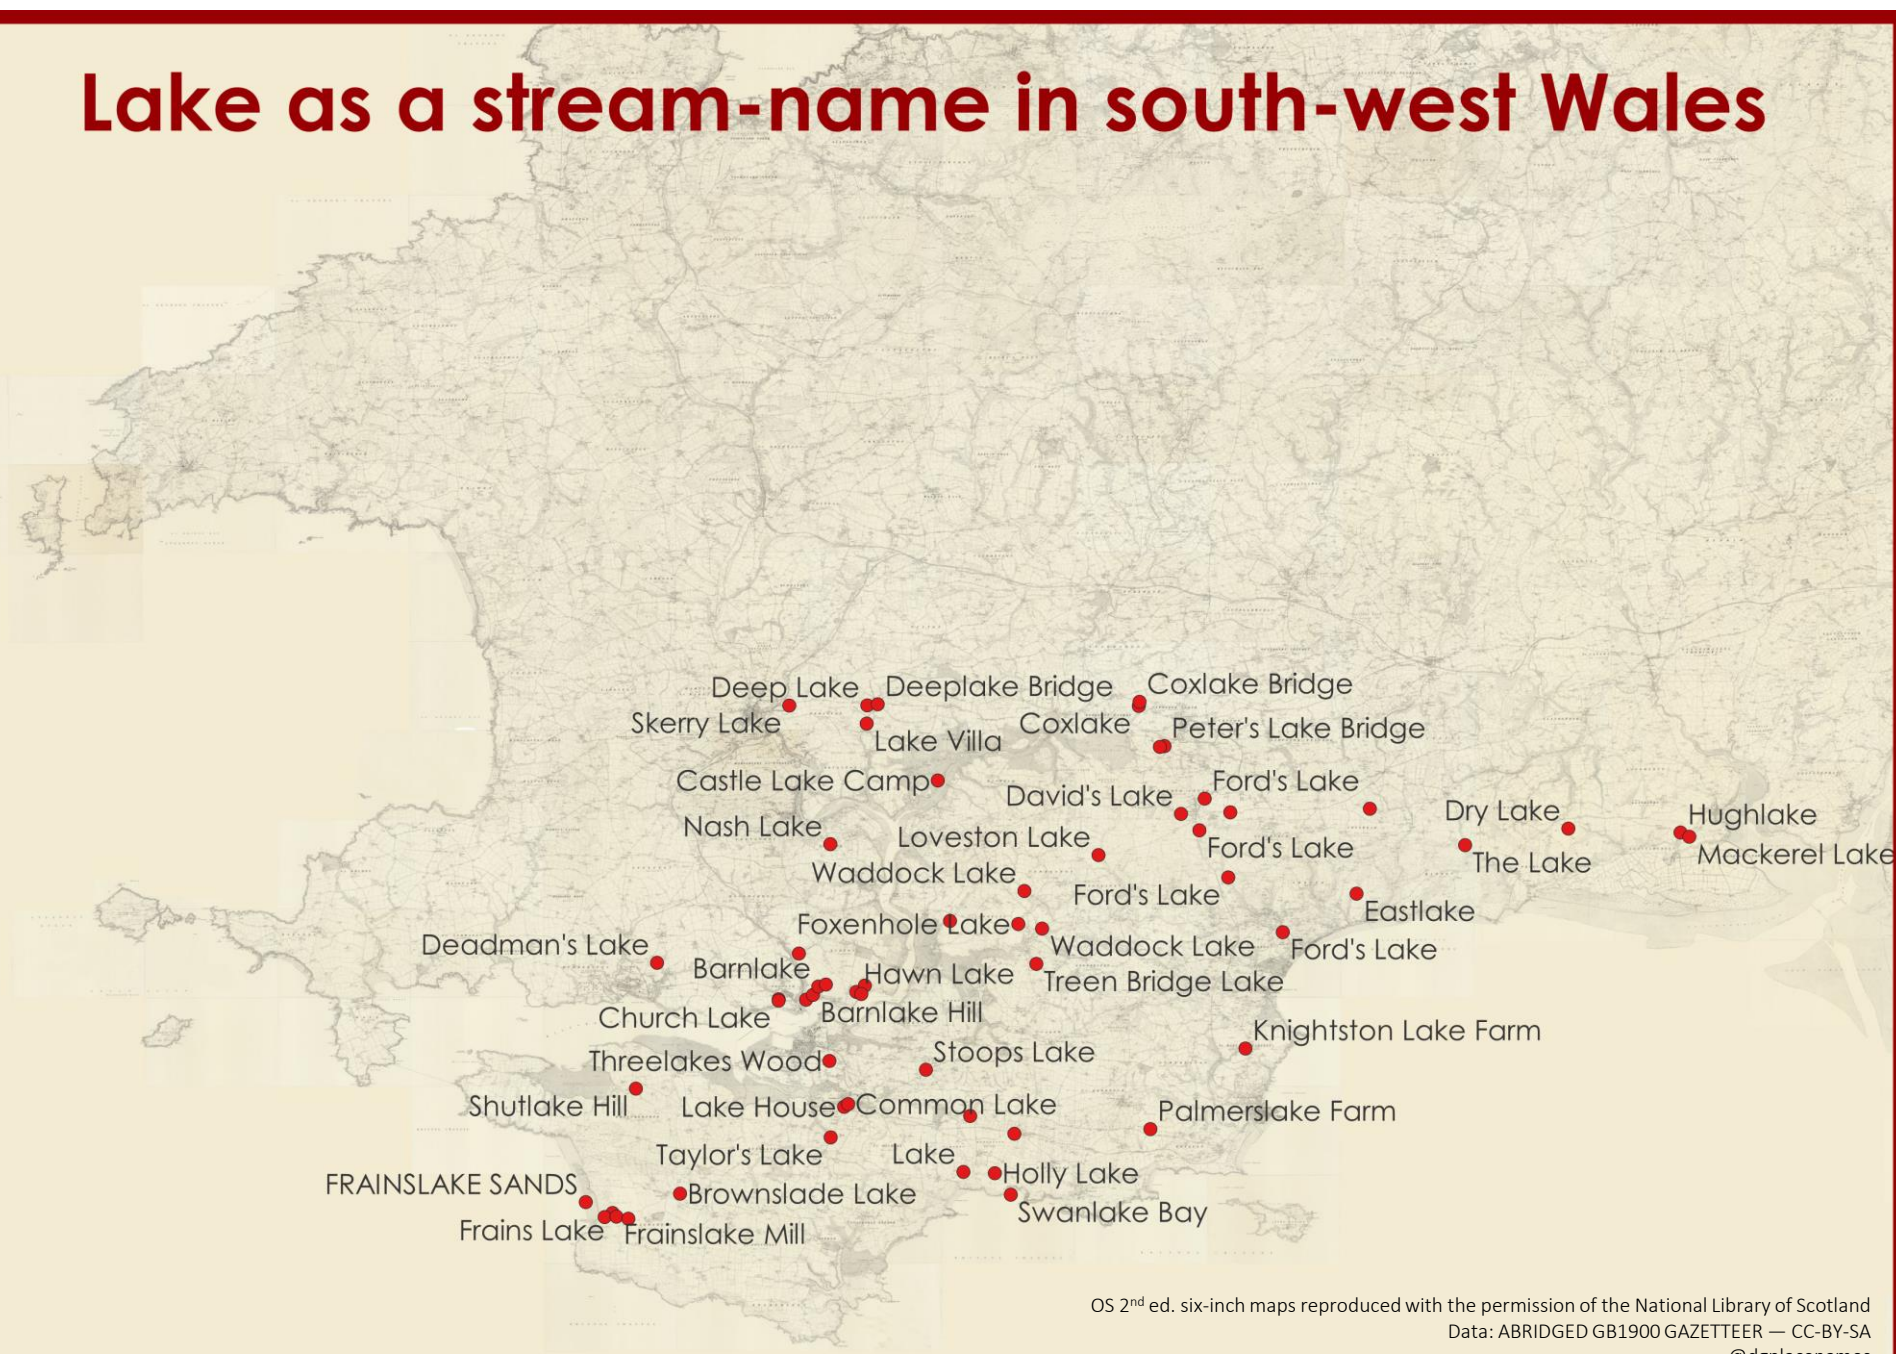 Lake as a stream-name in south-west Wales
Deep Lake
Deeplake Bridge
Coxlake Bridge
Skerry Lake
Lake Villa
Coxlake
Peter's Lake Bridge
Castle Lake Camp
David's Lake
Ford's Lake
Dry Lake
Hughlake
Nash Lake
Loveston Lake
Ford's Lake
The Lake
Mackerel Lake
Waddock Lake
Ford's Lake
Eastlake
Foxenhole Lake
Deadman's Lake
Waddock Lake
Ford's Lake
Barnlake
Hawn Lake
Treen Bridge Lake
Church Lake
Barnlake Hill
Knightston Lake Farm
Threelakes Wood
Stoops Lake
Shutlake Hill
Lake House
Common Lake
Palmerslake Farm
Taylor's Lake
Lake
Holly Lake
FRAINSLAKE SANDS
Brownslade Lake
Swanlake Bay
Frains Lake
Frainslake Mill
OS 2nd ed. six-inch maps reproduced with the permission of the National Library of Scotland
Data: ABRIDGED GB1900 GAZETTEER — CC-BY-SA